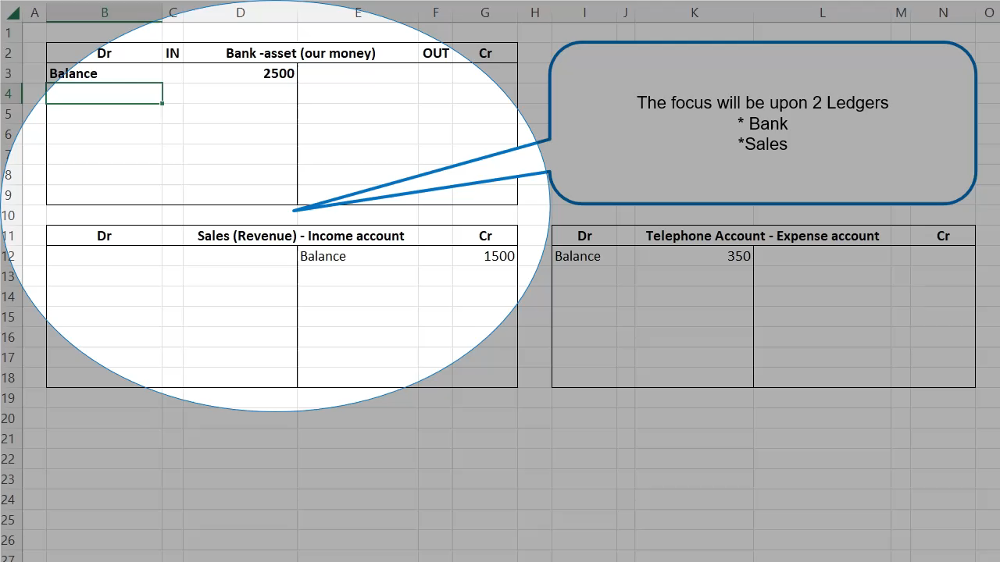 A B C D E F G H I J K L M N O
1
2 Dr IN Bank -asset (our money) OUT Cr
3 Balance 2500
The focus will be upon 2 Ledgers
4
5
* Bank
6
*Sales
7
8
9
10
11 Dr Sales (Revenue) - Income account Cr Dr Telephone Account - Expense account Cr
12 Balance 1500 Balance 350
13
14
15
16
17
18
19
20
21
22
23
24
25
26
27